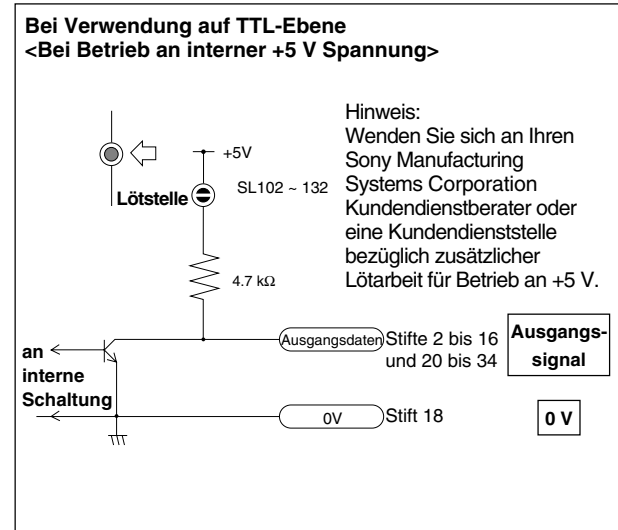 Bei Verwendung auf TTL-Ebene
<Bei Betrieb an interner +5 V Spannung>
Hinweis:
Wenden Sie sich an Ihren
Sony Manufacturing
Systems Corporation
Kundendienstberater oder
eine Kundendienststelle
bezüglich zusätzlicher
Lötarbeit für Betrieb an +5 V.
+5V
Lötstelle
SL102 ~ 132
4.7 kΩ
Ausgangsdaten
Stifte 2 bis 16
und 20 bis 34
Ausgangs-
signal
an
interne
Schaltung
0V
Stift 18
0 V